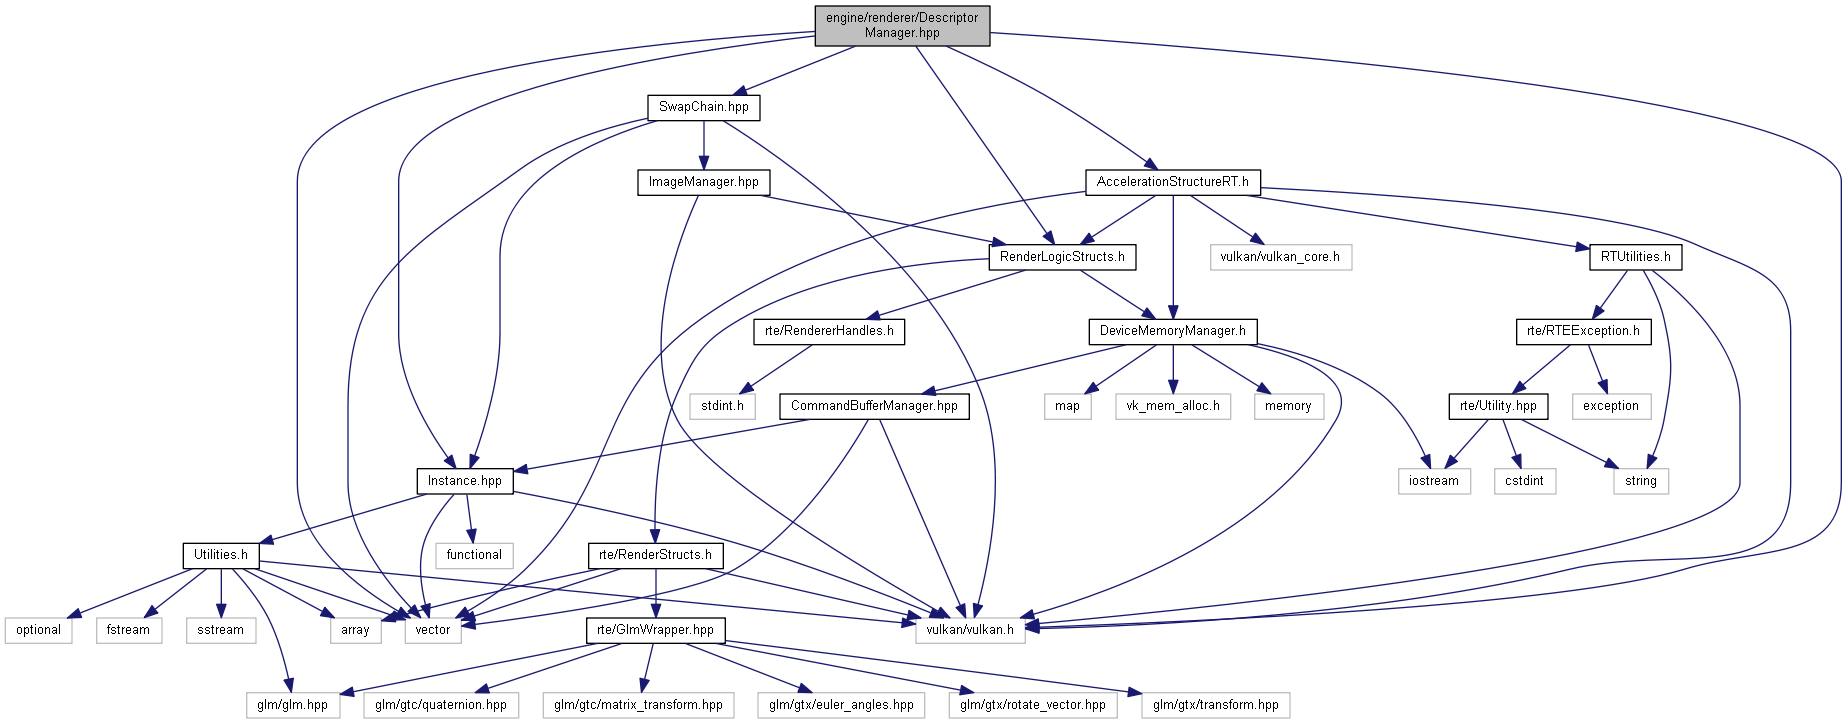 engine/renderer/Descriptor
Manager.hpp
SwapChain.hpp
ImageManager.hpp
AccelerationStructureRT.h
RenderLogicStructs.h
vulkan/vulkan_core.h
RTUtilities.h
rte/RendererHandles.h
DeviceMemoryManager.h
rte/RTEException.h
stdint.h
CommandBufferManager.hpp
map
vk_mem_alloc.h
memory
rte/Utility.hpp
exception
Instance.hpp
iostream
cstdint
string
Utilities.h
functional
rte/RenderStructs.h
optional
fstream
sstream
array
vector
rte/GlmWrapper.hpp
vulkan/vulkan.h
glm/glm.hpp
glm/gtc/quaternion.hpp
glm/gtc/matrix_transform.hpp
glm/gtx/euler_angles.hpp
glm/gtx/rotate_vector.hpp
glm/gtx/transform.hpp